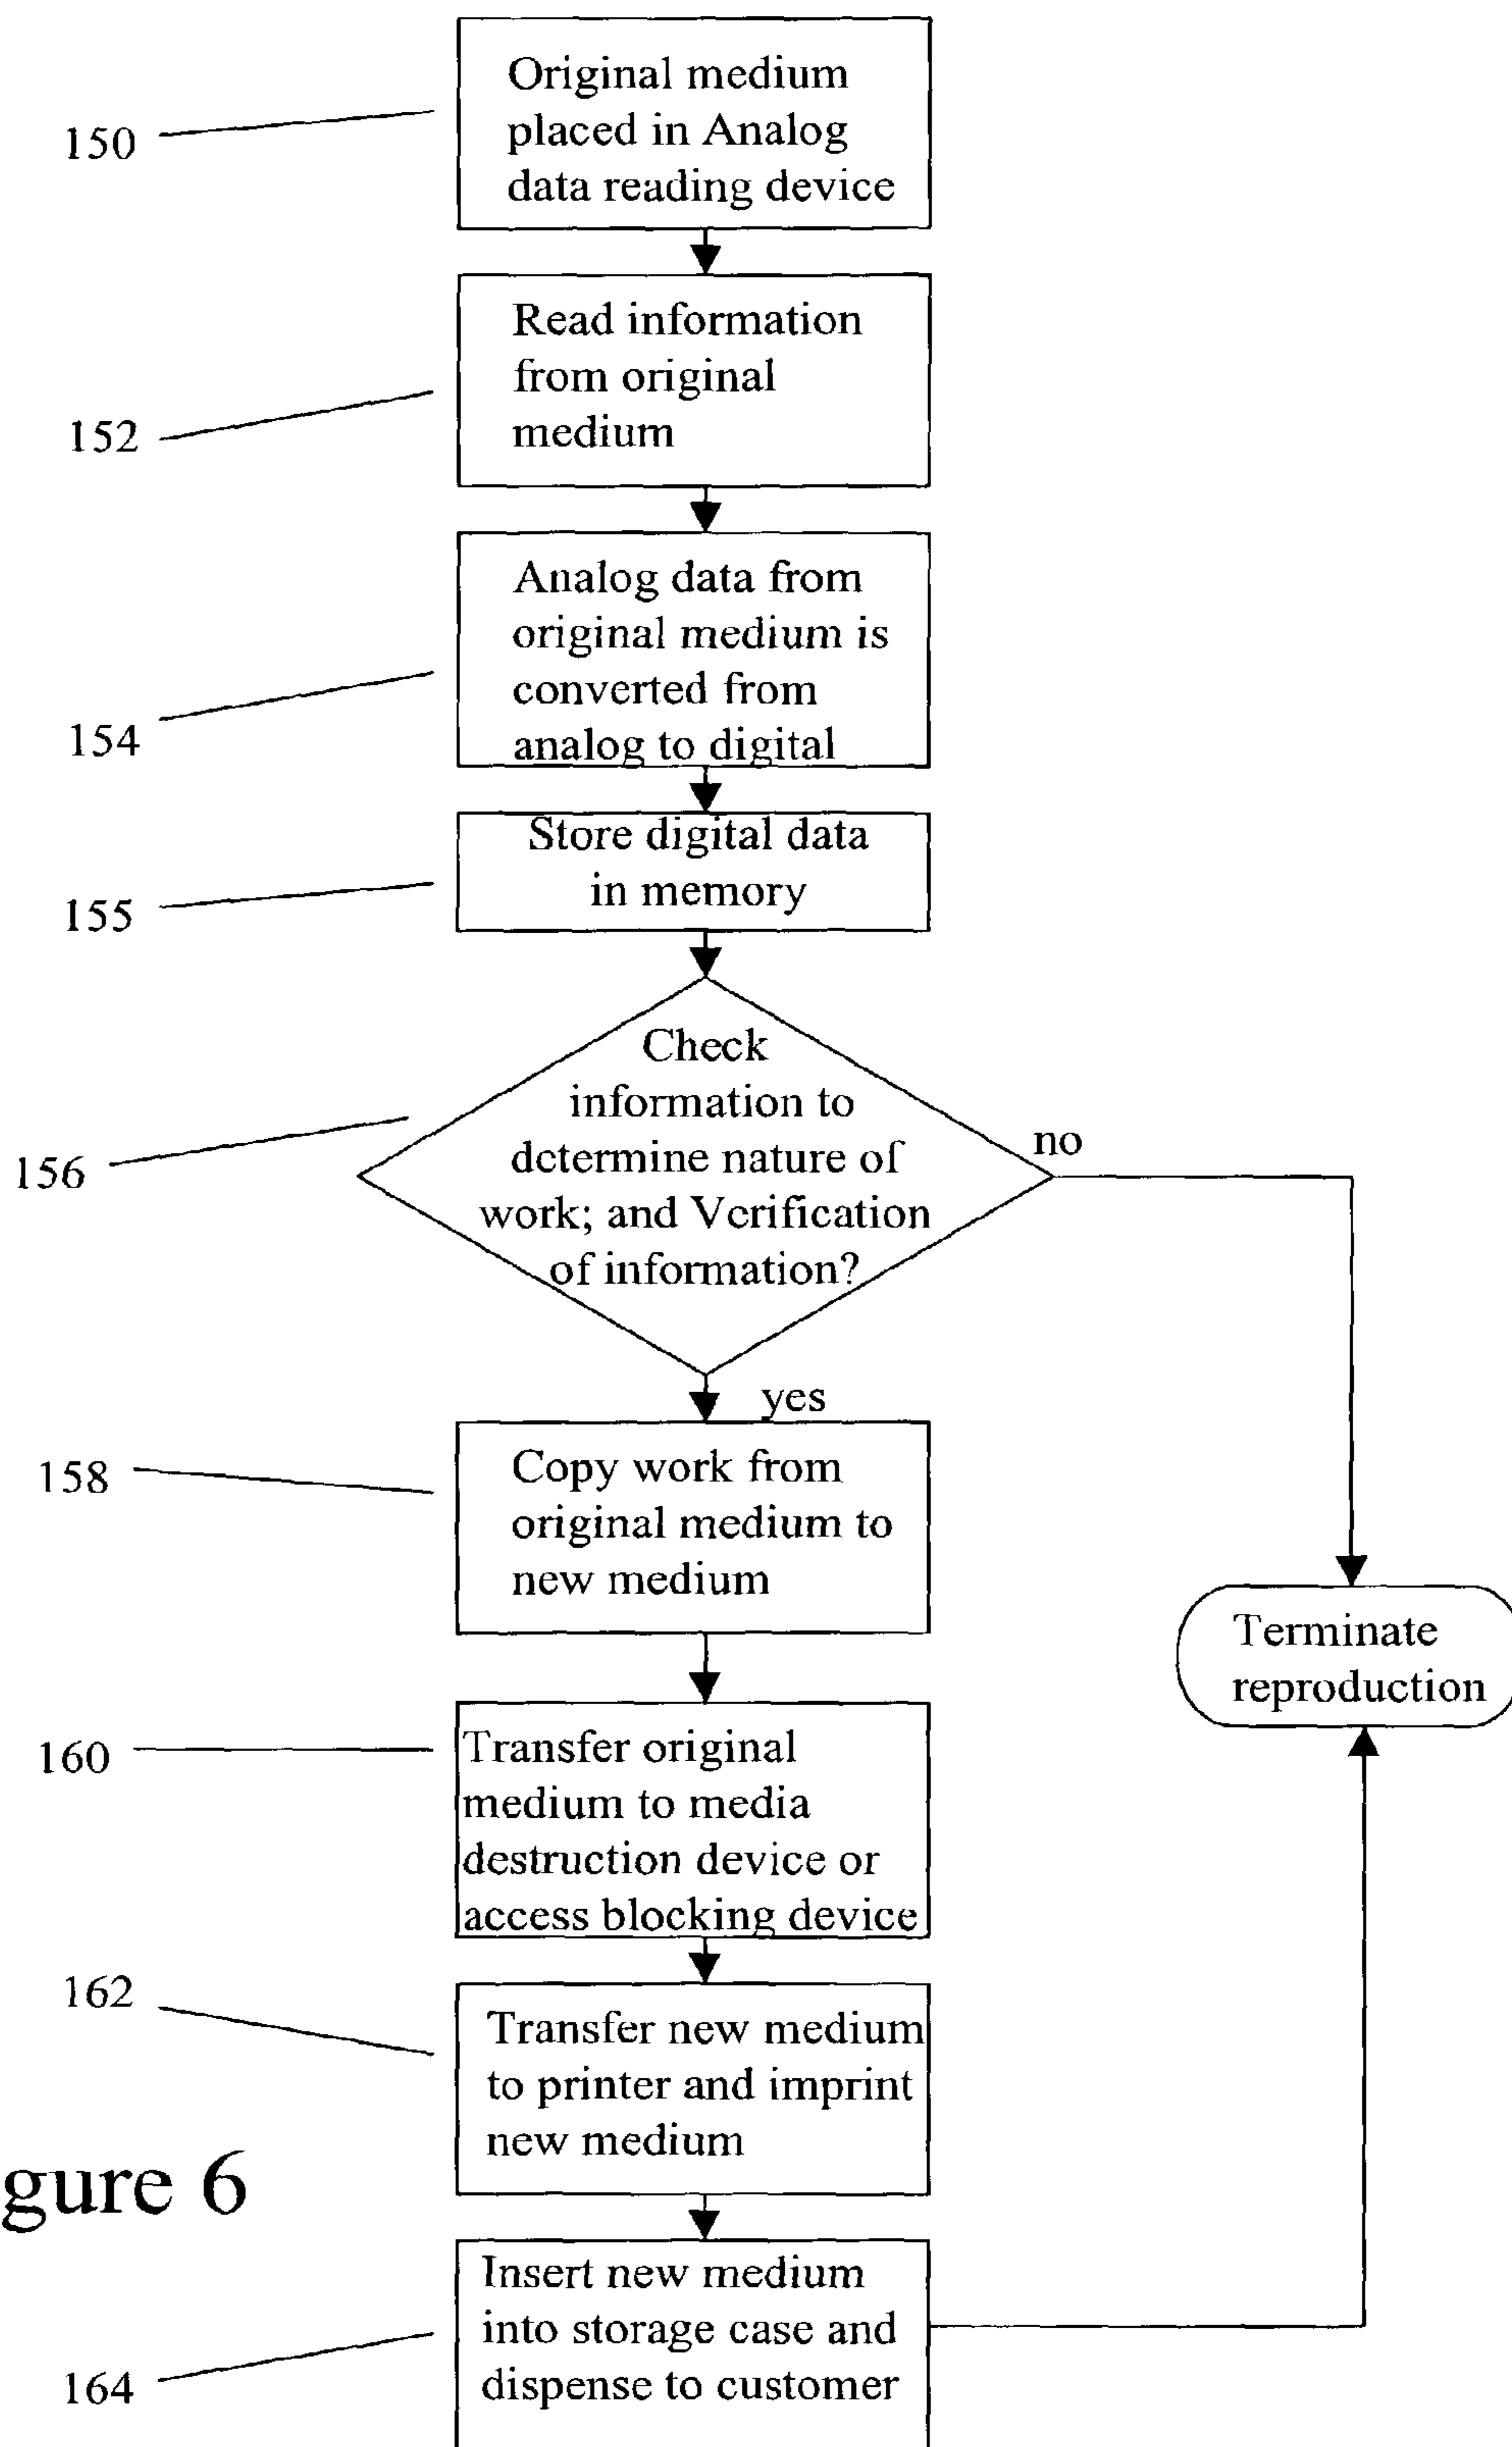 150
Original medium
placed in Analog
data reading device
152
Read information
from original
medium
154
Analog data from
original medium is
converted from
analog to digital
155
Store digital data
in memory
156
Check
information to
determine nature of
work; and Verification
of information?
no
yes
158
Copy work from
original medium to
new medium
Terminate
reproduction
160
Transfer original
medium to media
destruction device or
access blocking device
162
Transfer new medium
to printer and imprint
new medium
gure 6
164
Insert new medium
into storage case and
dispense to customer